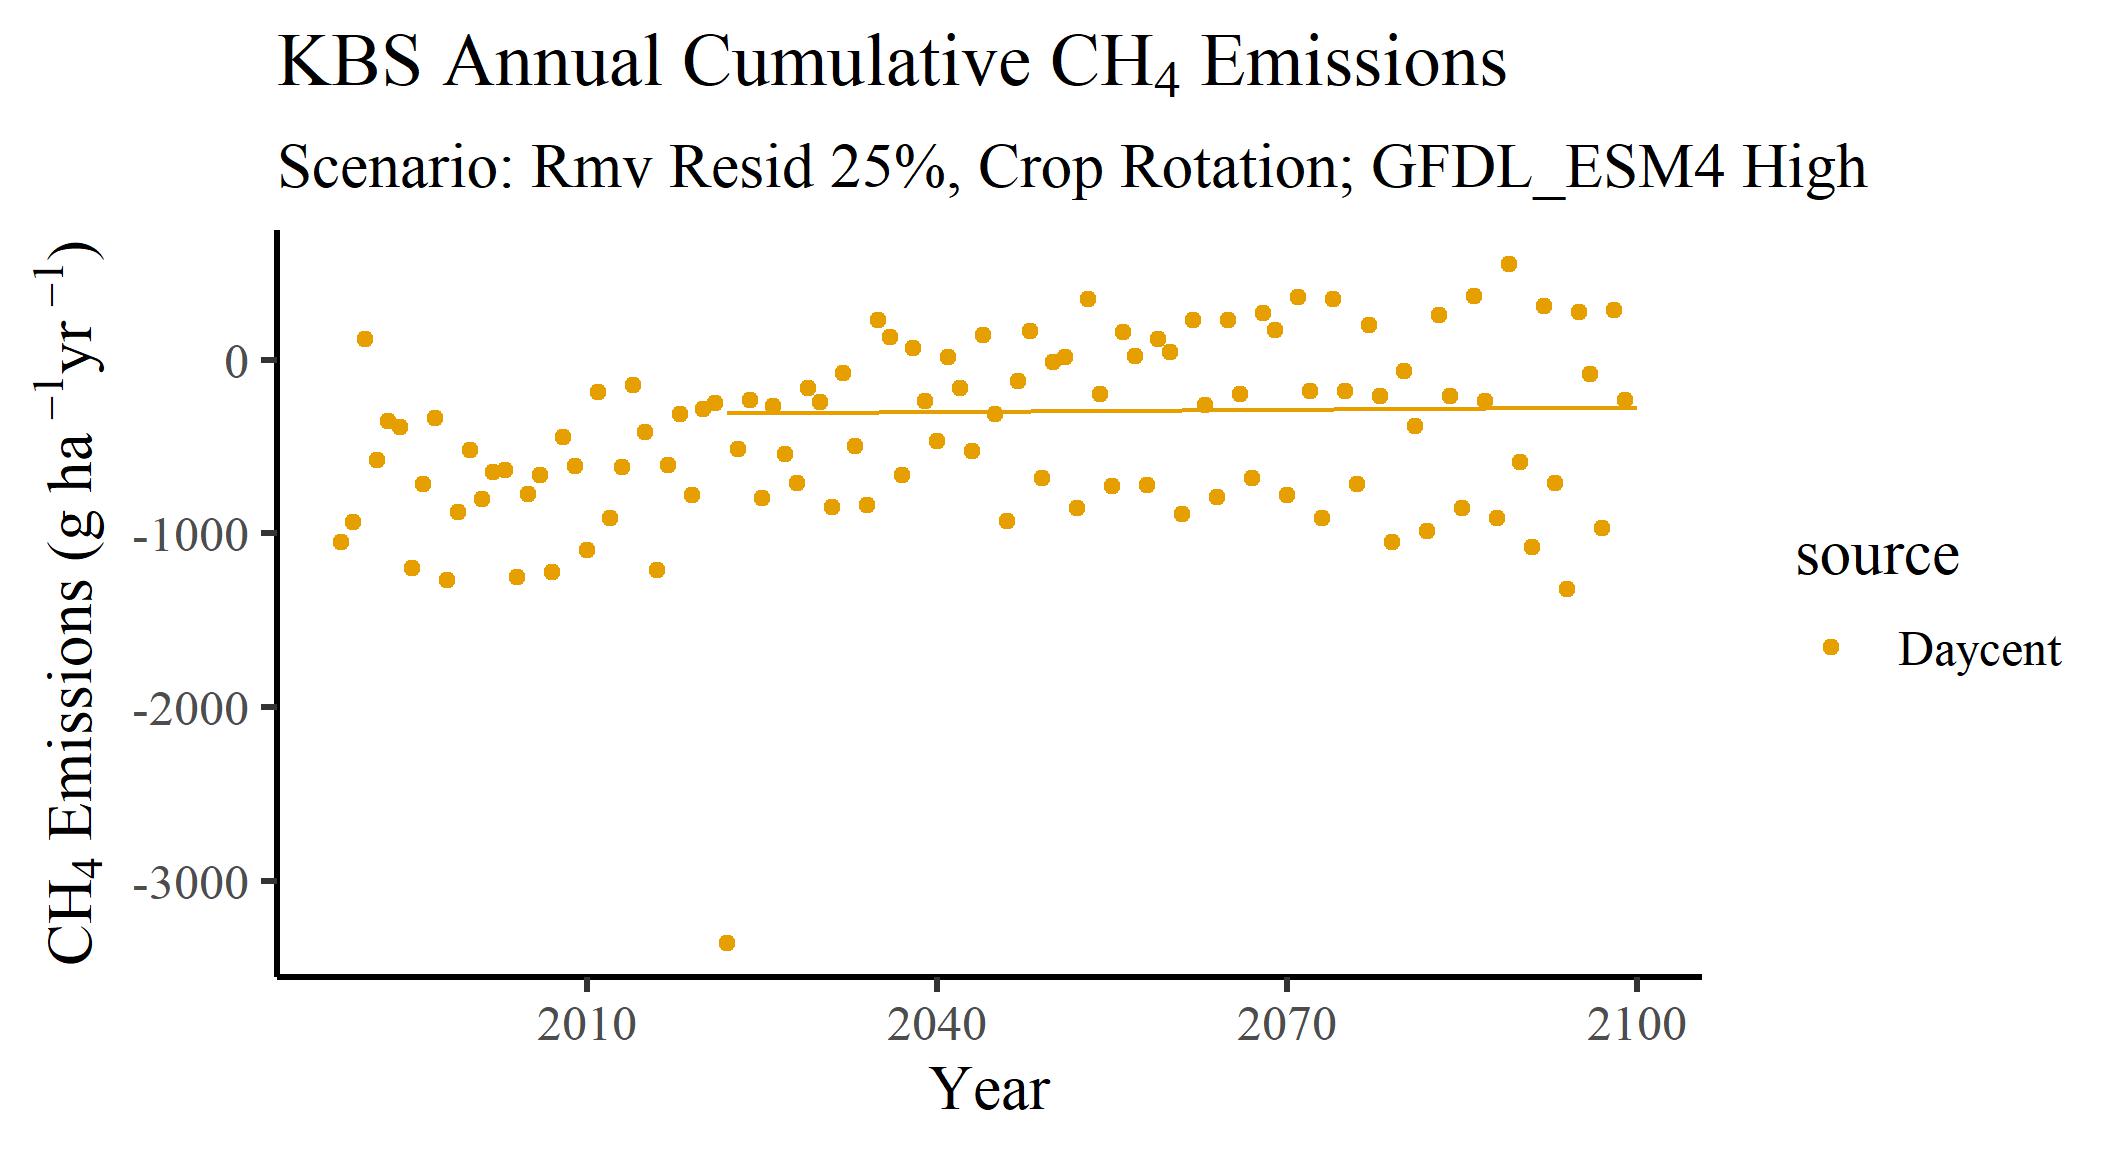 KBS Annual Cumulative CH₄ Emissions
Scenario: Rmv Resid 25%, Crop Rotation; GFDL_ESM4 High
CH₄ Emissions (g ha ⁻¹yr ⁻¹)
0
-1000
-2000
-3000
2010 2040 2070 2100
Year
source
Daycent